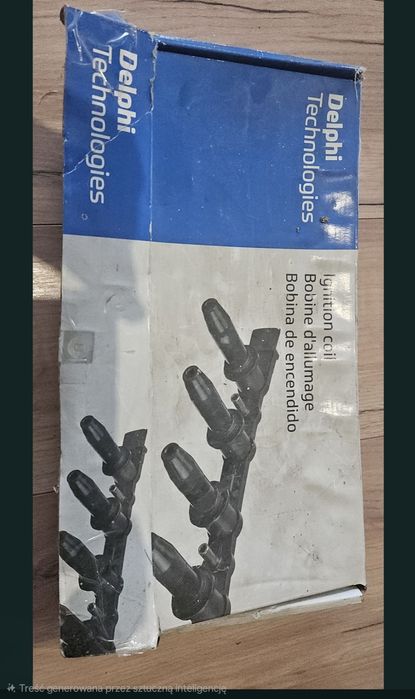 Delphi
Technologies
Delphi
Technologies
Ignition coil
Bobine d'allumage
Bobina de encendido
Treść generowana przez sztuczną inteligencję